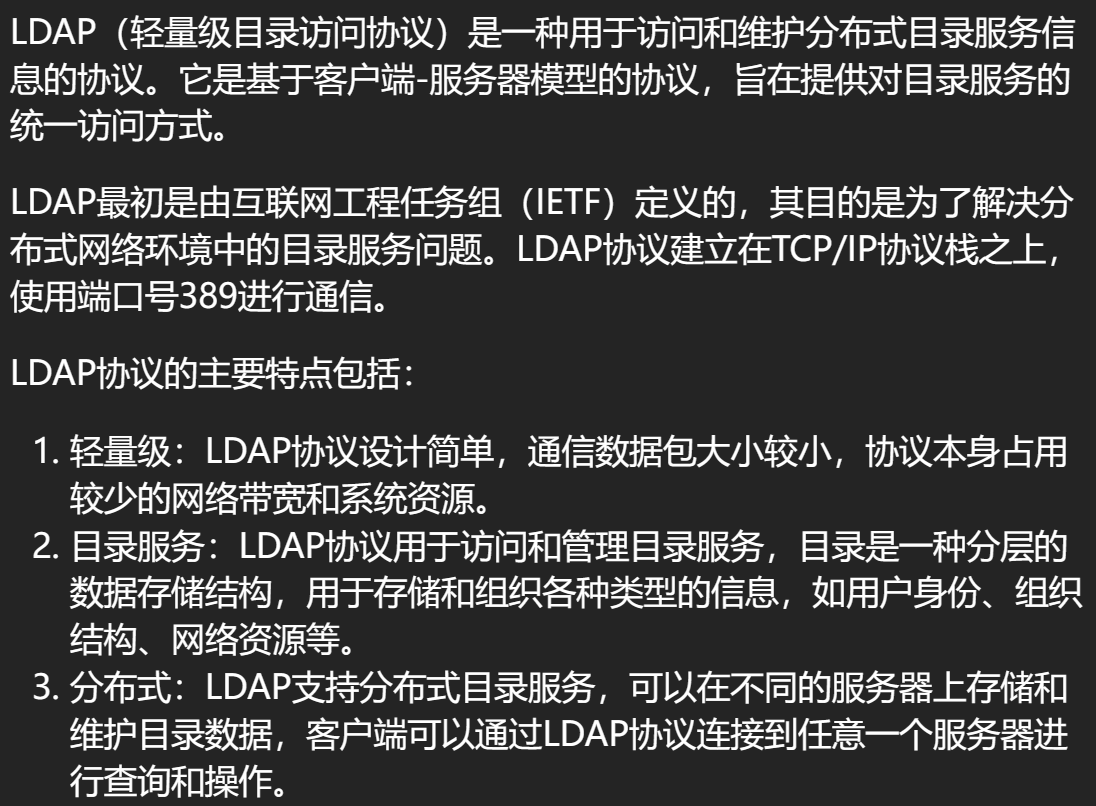 LDAP（轻量级目录访问协议）是一种用于访问和维护分布式目录服务信
息的协议。它是基于客户端-服务器模型的协议，旨在提供对目录服务的
统一访问方式。
LDAP最初是由互联网工程任务组（IETF）定义的，其目的是为了解决分
布式网络环境中的目录服务问题。LDAP协议建立在TCP/IP协议栈之上，
使用端口号389进行通信。
LDAP协议的主要特点包括：
1. 轻量级：LDAP协议设计简单，通信数据包大小较小，协议本身占用
较少的网络带宽和系统资源。
2. 目录服务：LDAP协议用于访问和管理目录服务，目录是一种分层的
数据存储结构，用于存储和组织各种类型的信息，如用户身份、组织
结构、网络资源等。
3. 分布式：LDAP支持分布式目录服务，可以在不同的服务器上存储和
维护目录数据，客户端可以通过LDAP协议连接到任意一个服务器进
行查询和操作。